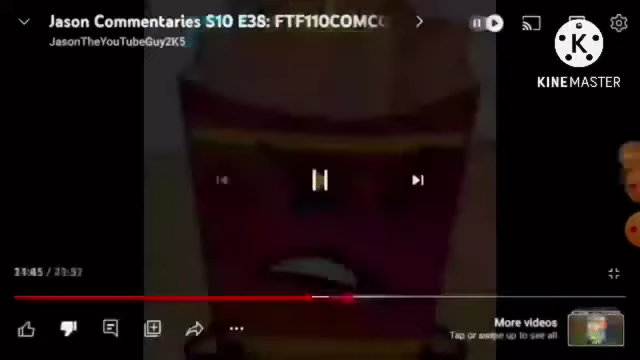 Jason Commentaries S10 E38: FTF110COMC
JasonTheYouTubeGuy2K5
K
KINEMASTER
More videos
Tap or swipe up to see all